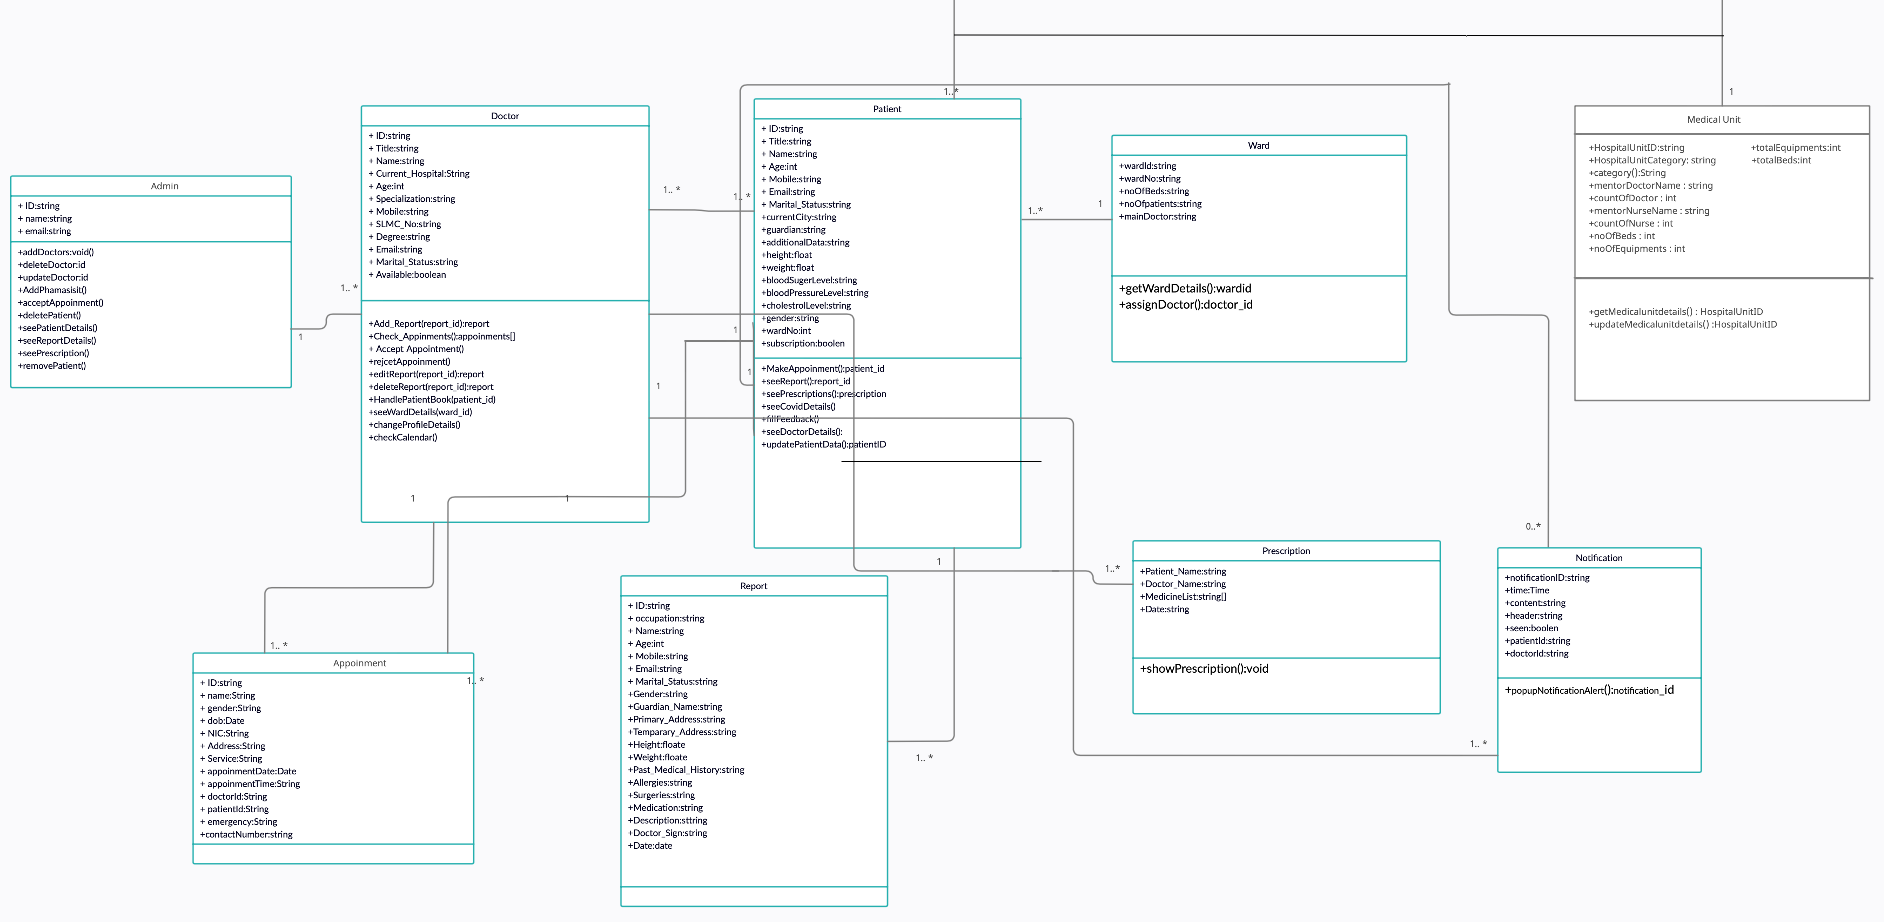 Admin
+ ID:string
+ name:string
+ email:string
+addDoctors:void()
+deleteDoctor:id
+updateDoctor:id
+AddPhamasisit()
+acceptAppoinment()
+deletePatient()
+seePatientDetails()
+seeReportDetails()
+seePrescription()
+removePatient()
1
1.. *
Doctor
+ ID:string
+ Title:string
+ Name:string
+ Current_Hospital:String
+ Age:int
+ Specialization:string
+ Mobile:string
+ SLMC_No:string
+ Degree:string
+ Email:string
+ Marital_Status:string
+ Available:boolean
+Add_Report(report_id):report
+Check_Appinments():appoinments[]
+ Accept Appointment()
+rejcetAppoinment()
+editReport(report_id):report
+deleteReport(report_id):report
+HandlePatientBook(patient_id)
+seeWardDetails(ward_id)
+changeProfileDetails()
+checkCalendar()
1
1
1.. *
1.. *
1
1
1
1.. *
Patient
+ ID:string
+ Title:string
+ Name:string
+ Age:int
+ Mobile:string
+ Email:string
+ Marital_Status:string
+currentCity:string
+guardian:string
+additionalData:string
+height:float
+weight:float
+bloodSugerLevel:string
+bloodPressureLevel:string
+cholestrolLevel:string
+gender:string
+wardNo:int
+subscription:boolen
+MakeAppoinment():patient_id
+seeReport():report_id
+seePrescriptions():prescription
+seeCovidDetails()
+fillFeedback()
+seeDoctorDetails():
+updatePatientData():patientID
1..*
1
Ward
+wardId:string
+wardNo:string
+noOfBeds:string
+noOfpatients:string
+mainDoctor:string
+getWardDetails():wardid
+assignDoctor():doctor_id
1
Medical Unit
+HospitalUnitID:string
+HospitalUnitCategory: string
+category():String
+mentorDoctorName : string
+countOfDoctor : int
+mentorNurseName : string
+countOfNurse : int
+noOfBeds : int
+noOfEquipments : int
+totalEquipments:int
+totalBeds:int
+getMedicalunitdetails() : HospitalUnitID
+updateMedicalunitdetails() :HospitalUnitID
1.. *
Appoinment
1.. *
+ ID:string
+ name:String
+ gender:String
+ dob:Date
+ NIC:String
+ Address:String
+ Service:String
+ appoinmentDate:Date
+ appoinmentTime:String
+ doctorId:String
+ patientId:String
+ emergency:String
+contactNumber:string
Report
+ ID:string
+ occupation:string
+ Name:string
+ Age:int
+ Mobile:string
+ Email:string
+ Marital_Status:string
+Gender:string
+Guardian_Name:string
+Primary_Address:string
+Temparary_Address:string
+Height:floate
+Weight:floate
+Past_Medical_History:string
+Allergies:string
+Surgeries:string
+Medication:string
+Description:sttring
+Doctor_Sign:string
+Date:date
1
1.. *
1..*
Prescription
+Patient_Name:string
+Doctor_Name:string
+MedicineList:string[]
+Date:string
+showPrescription():void
0..*
1.. *
Notification
+notificationID:string
+time:Time
+content:string
+header:string
+seen:boolen
+patientId:string
+doctorId:string
+popupNotificationAlert():notification_id